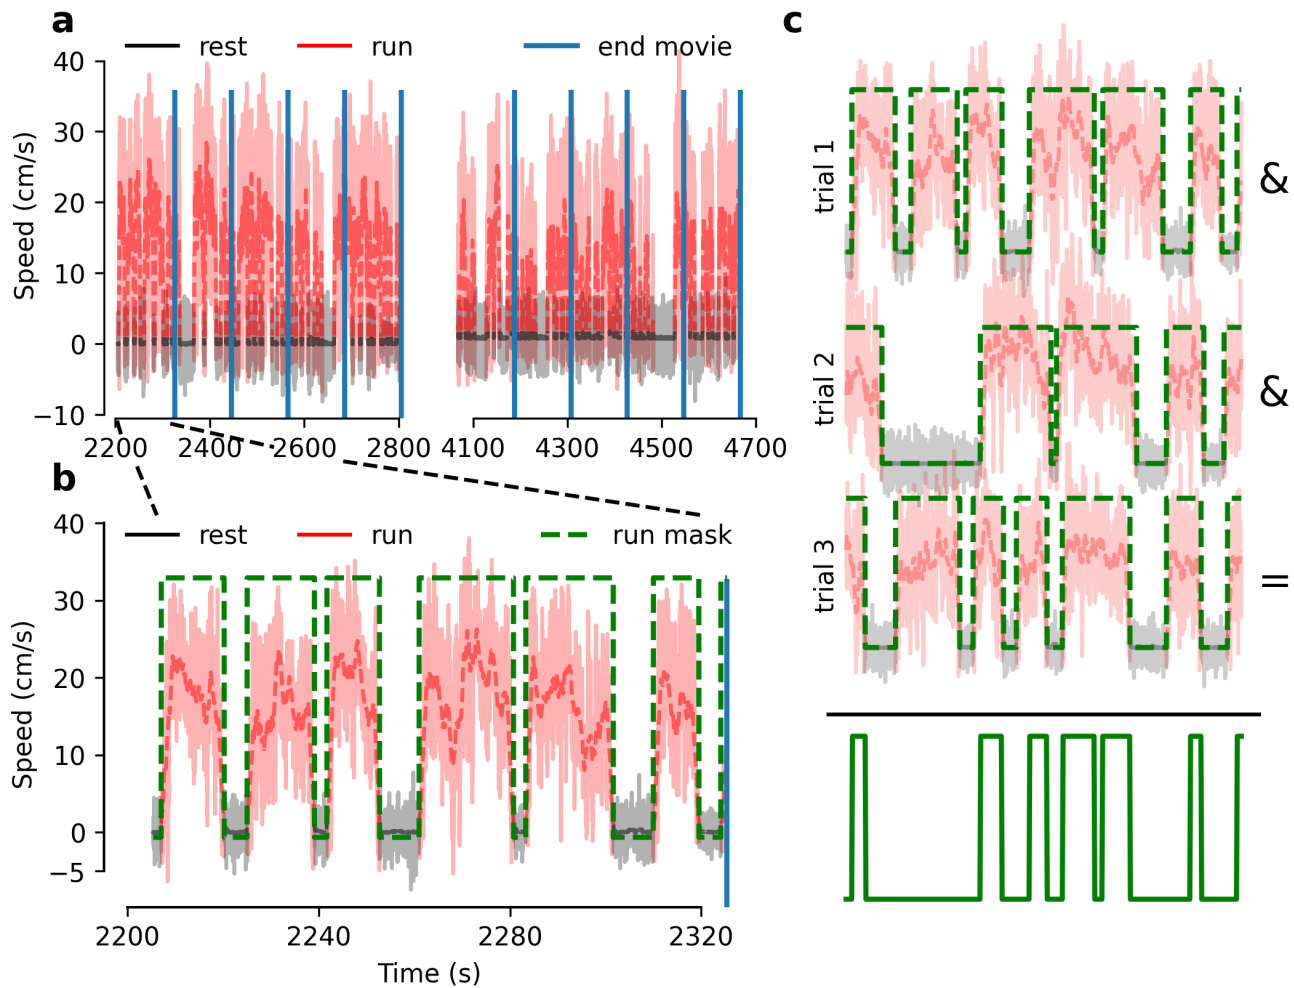 a
rest run end movie
Speed (cm/s)
40
30
20
10
0
−10
2200 2400 2600 2800 4100 4300 4500 4700
b
rest run run mask
Speed (cm/s)
40
30
20
10
0
−5
2200 2240 2280 2320
Time (s)
c
trial 1 &
trial 2 &
trial 3 =